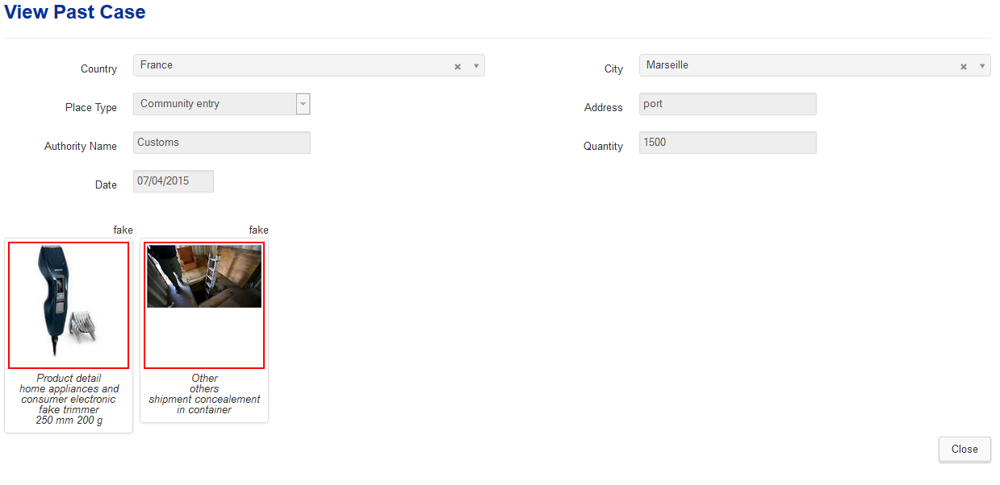 View Past Case
Country
France
City
Marseille
Place Type
Community entry
Address
port
Authority Name
Customs
Quantity
1500
Date
07/04/2015
fake
fake
Product detail
home appliances and
consumer electronic
fake trimmer
250 mm 200 g
Other
others
shipment concealement
in container
Close